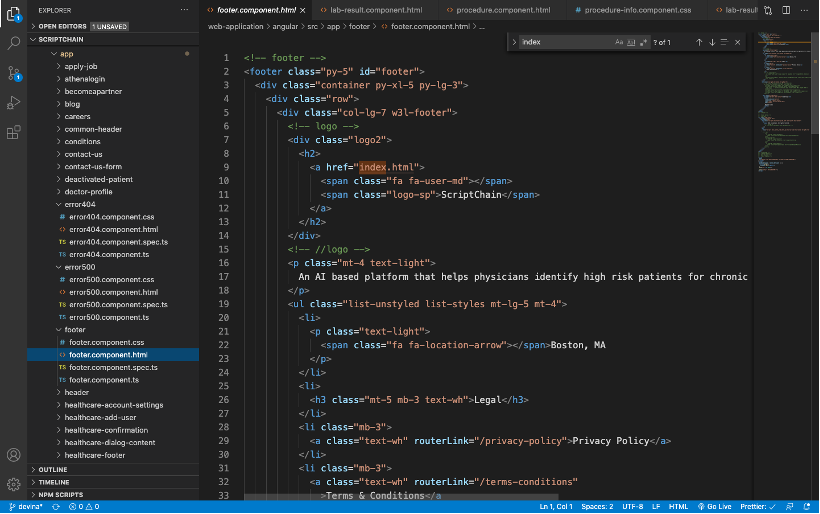 EXPLORER
...
OPEN EDITORS 1 UNSAVED
SCRIPTCHAIN
app
apply-job
athenalogin
becomeapartner
blog
careers
common-header
conditions
contact-us
contact-us-form
deactivated-patient
doctor-profile
error404
# error404.component.css
<> error404.component.html
TS error404.component.spec.ts
TS error404.component.ts
error500
# error500.component.css
<> error500.component.html
TS error500.component.spec.ts
TS error500.component.ts
footer
# footer.component.css
<> footer.component.html
TS footer.component.spec.ts
TS footer.component.ts
header
healthcare-account-settings
healthcare-add-user
healthcare-confirmation
healthcare-dialog-content
healthcare-footer
OUTLINE
TIMELINE
NPM SCRIPTS
1
1
<> footer.component.html ×
<> lab-result.component.html
<> procedure.component.html
# procedure-info.component.css
<> lab-resu
...
web-application > angular > src > app > footer > <> footer.component.html > ...
index Aa Abl .* ? of 1
1 <!-- footer -->
2 <footer class="py-5" id="footer">
3 <div class="container py-xl-5 py-lg-3">
4 <div class="row">
5 <div class="col-lg-7 w3l-footer">
6 <!-- logo -->
7 <div class="logo2">
8 <h2>
9 <a href="index.html">
10 <span class="fa fa-user-md"></span>
11 <span class="logo-sp">ScriptChain</span>
12 </a>
13 </h2>
14 </div>
15 <!-- //logo -->
16 <p class="mt-4 text-light">
17 An AI based platform that helps physicians identify high risk patients for chronic
18 </p>
19 <ul class="list-unstyled list-styles mt-lg-5 mt-4">
20 <li>
21 <p class="text-light">
22 <span class="fa fa-location-arrow"></span>Boston, MA
23 </p>
24 </li>
25 <li>
26 <h3 class="mt-5 mb-3 text-wh">Legal</h3>
27 </li>
28 <li class="mb-3">
29 <a class="text-wh" routerLink="/privacy-policy">Privacy Policy</a>
30 </li>
31 <li class="mb-3">
32 <a class="text-wh" routerLink="/terms-conditions"
33 >Terms & Conditions</a
devina* 0 0 Ln 1, Col 1 Spaces: 2 UTF-8 LF HTML Go Live Prettier: ✓